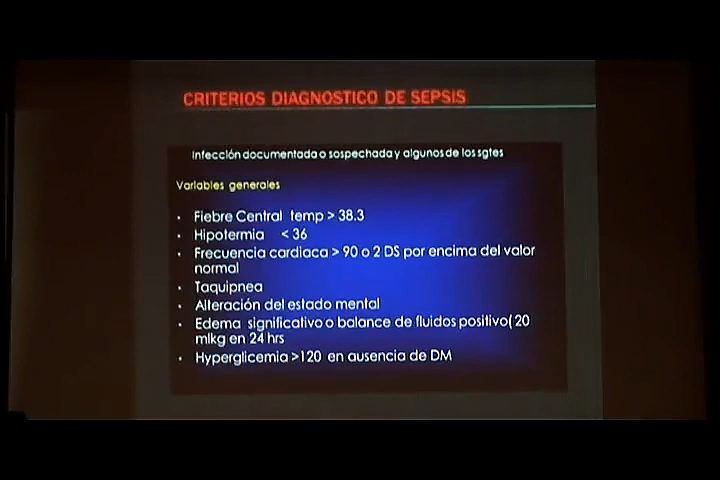 CRITERIOS DIAGNOSTICO DE SEPSIS
Infección documentada o sospechada y algunos de los sgtes
Variables generales
• Fiebre Central temp > 38.3
• Hipotermia < 36
• Frecuencia cardiaca > 90 o 2 DS por encima del valor
normal
• Taquipnea
• Alteración del estado mental
• Edema significativo o balance de fluidos positivo( 20
mlkg en 24 hrs
• Hyperglicemia >120 en ausencia de DM